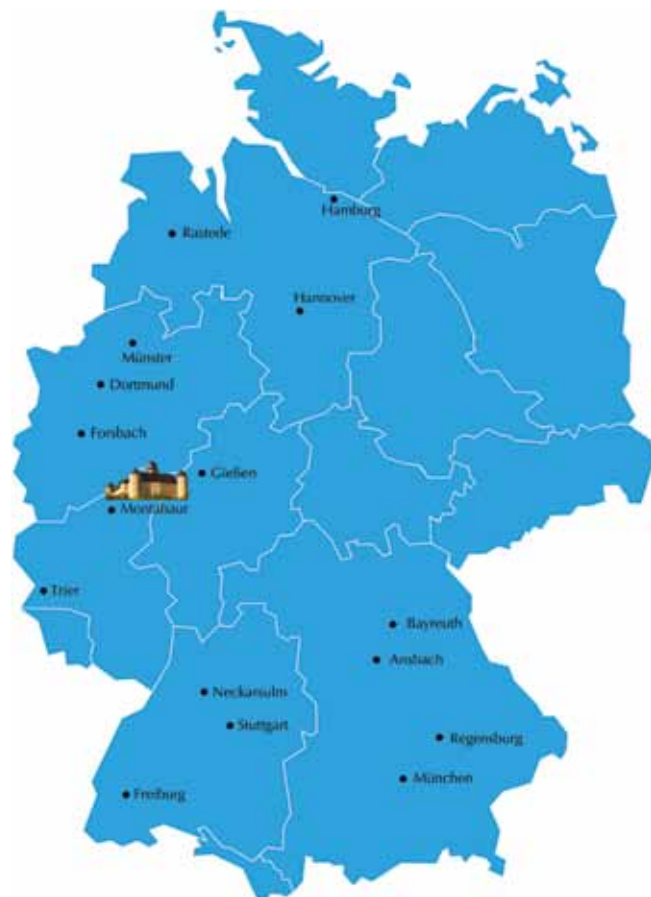 Hamburg
Rastede
Hannover
Münster
Dortmund
Forsbach
Gießen
Montabaur
Trier
Bayreuth
Ansbach
Neckarsulm
Stuttgart
Regensburg
München
Freiburg